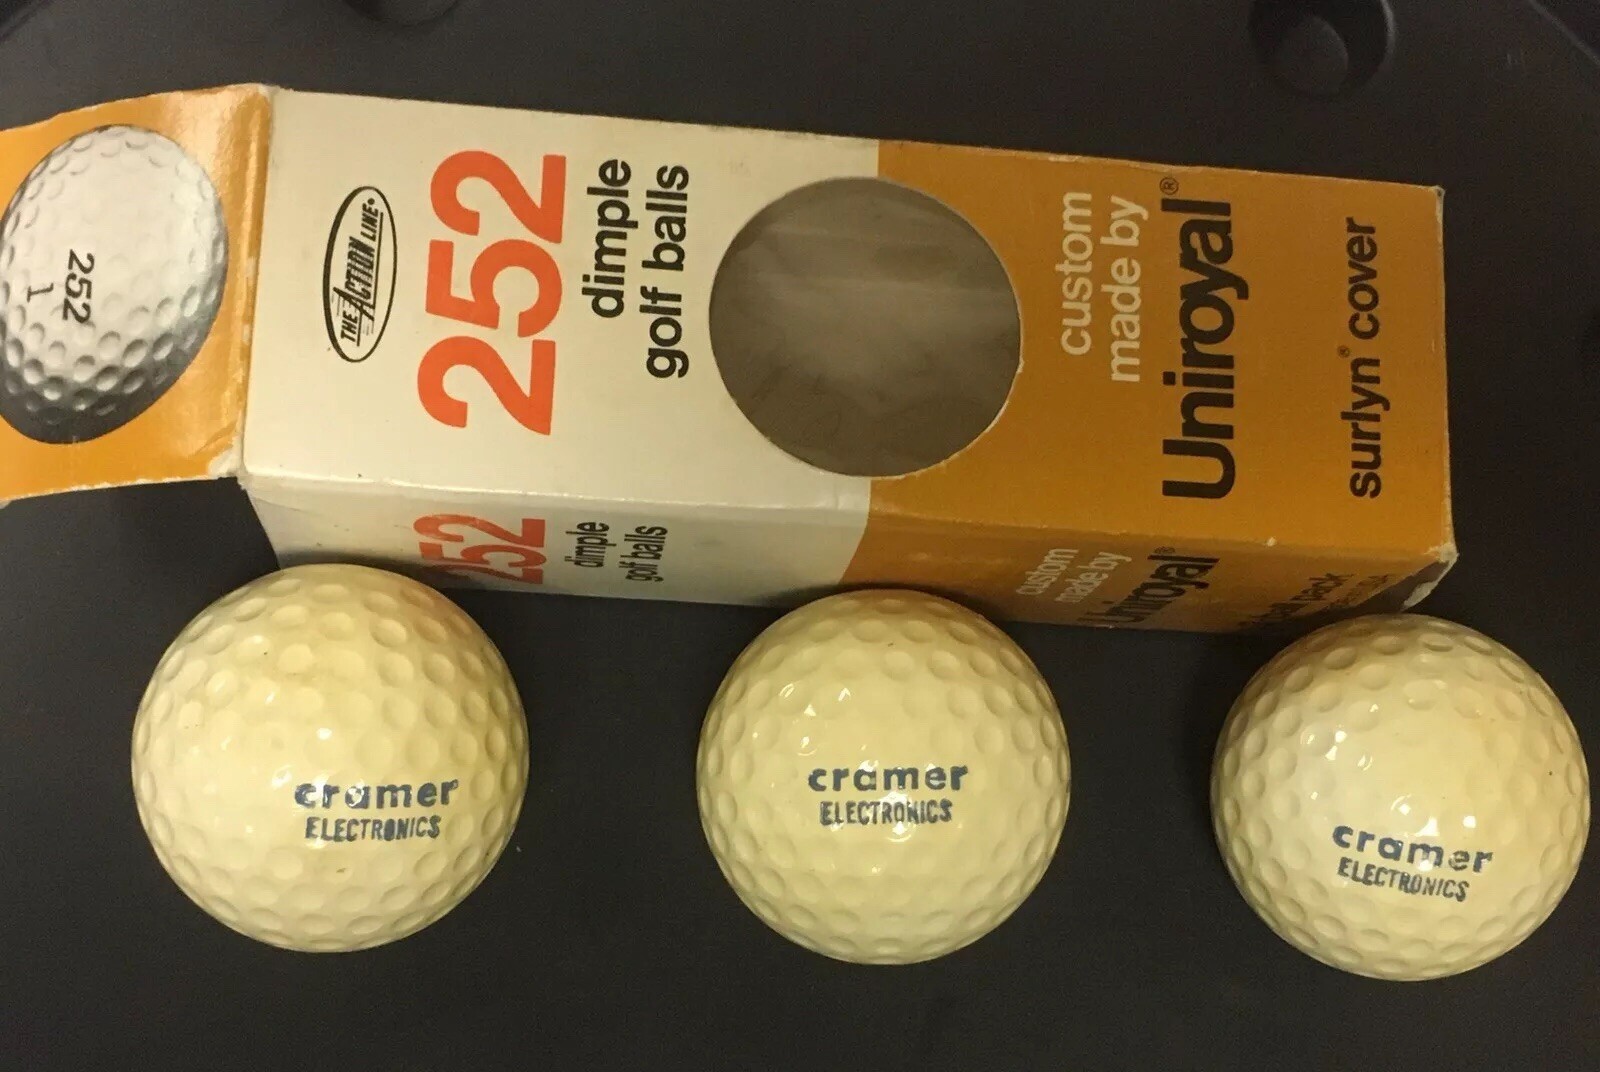 252
1
THE ACTION LINE®
252
dimple
golf balls
custom
made by
Uniroyal®
surlyn® cover
252
dimple
golf balls
custom
made by
Uniroyal®
pack
cramer
ELECTRONICS
cramer
ELECTRONICS
cramer
ELECTRONICS